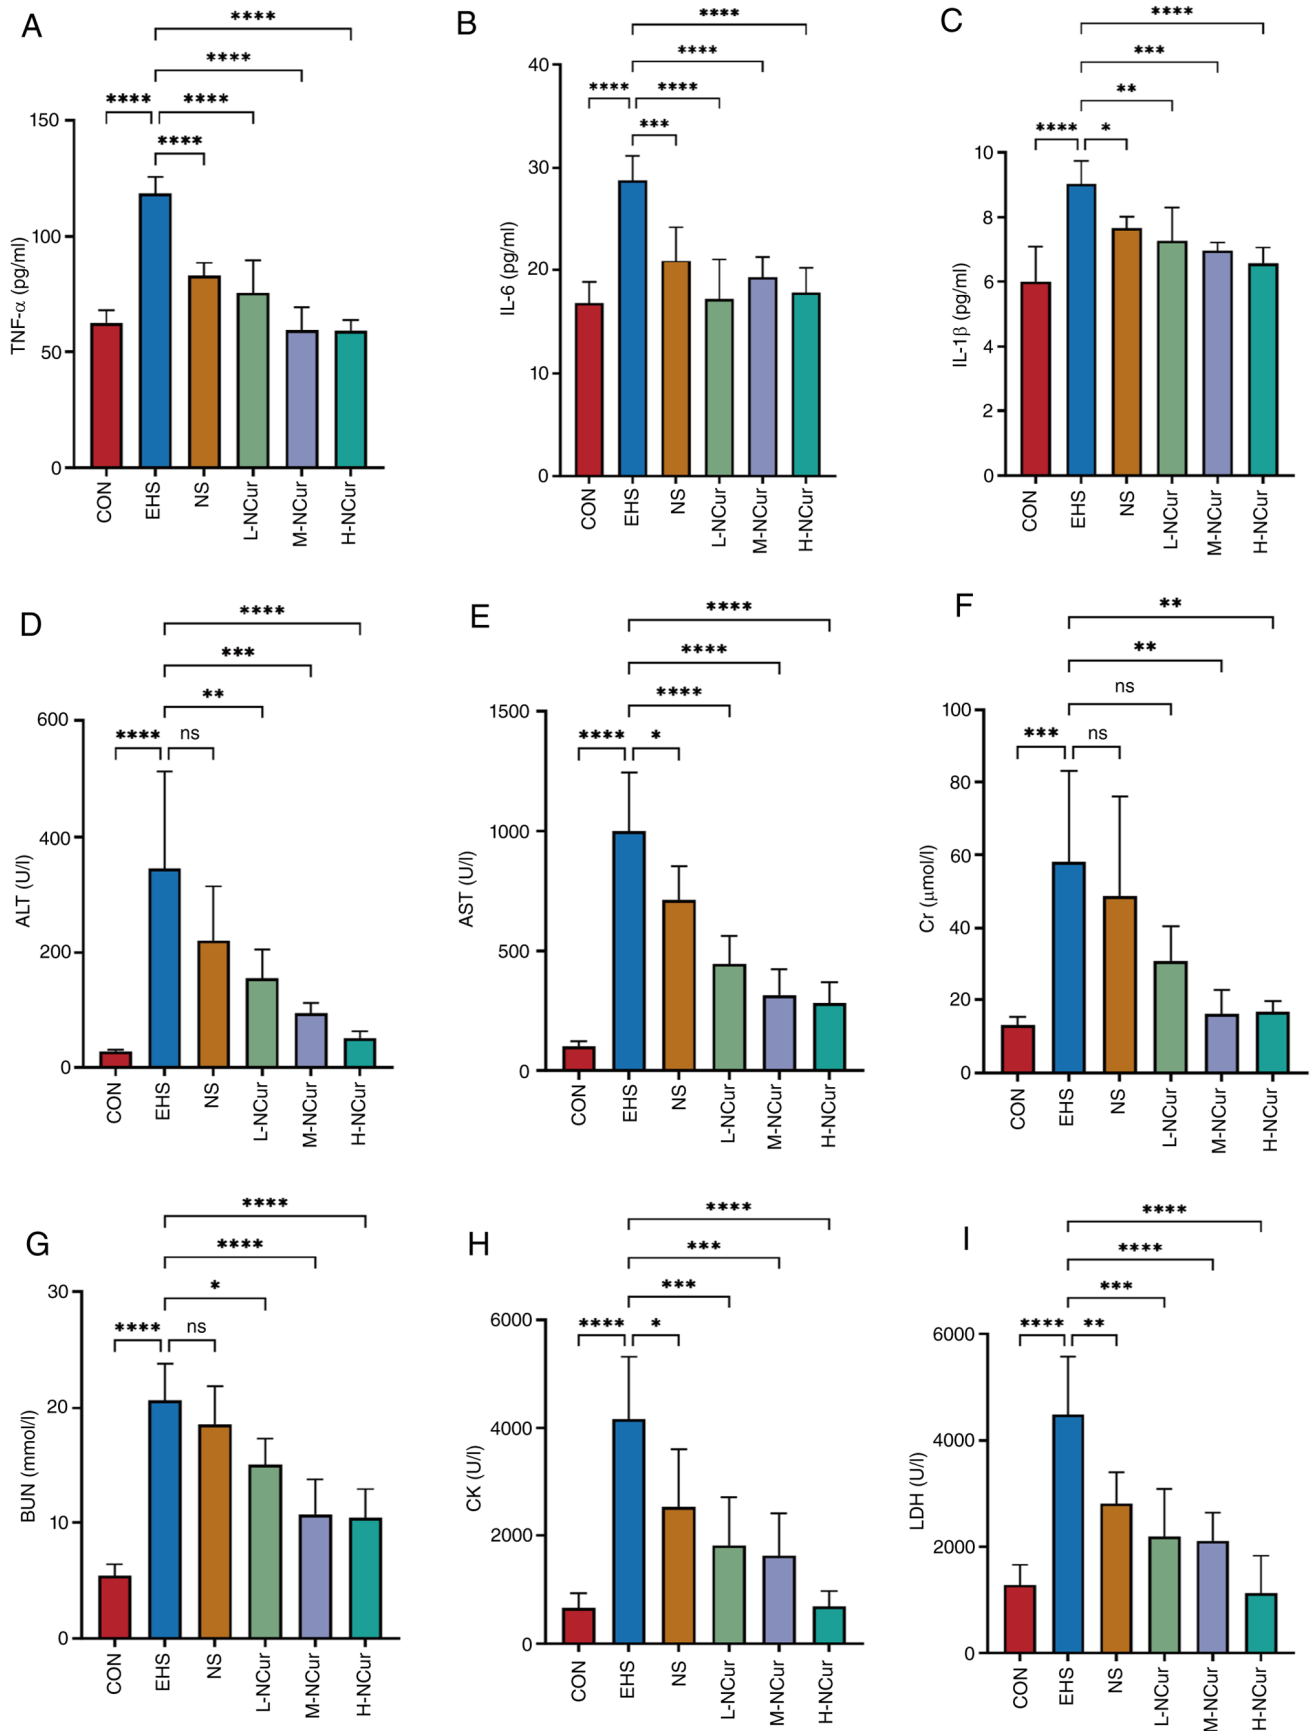 A
****
****
**** ****
****
150
100
50
0
TNF-α (pg/ml)
CON
EHS
NS
L-NCur
M-NCur
H-NCur
B
****
****
**** ****
***
40
30
20
10
0
IL-6 (pg/ml)
CON
EHS
NS
L-NCur
M-NCur
H-NCur
C
****
***
**
**** *
10
8
6
4
2
0
IL-1β (pg/ml)
CON
EHS
NS
L-NCur
M-NCur
H-NCur
D
****
***
**
**** ns
600
400
200
0
ALT (U/l)
CON
EHS
NS
L-NCur
M-NCur
H-NCur
E
****
****
****
**** *
1500
1000
500
0
AST (U/l)
CON
EHS
NS
L-NCur
M-NCur
H-NCur
F
**
**
ns
*** ns
100
80
60
40
20
0
Cr (μmol/l)
CON
EHS
NS
L-NCur
M-NCur
H-NCur
G
****
****
*
**** ns
30
20
10
0
BUN (mmol/l)
CON
EHS
NS
L-NCur
M-NCur
H-NCur
H
****
***
***
**** *
6000
4000
2000
0
CK (U/l)
CON
EHS
NS
L-NCur
M-NCur
H-NCur
I
****
****
***
**** **
6000
4000
2000
0
LDH (U/l)
CON
EHS
NS
L-NCur
M-NCur
H-NCur